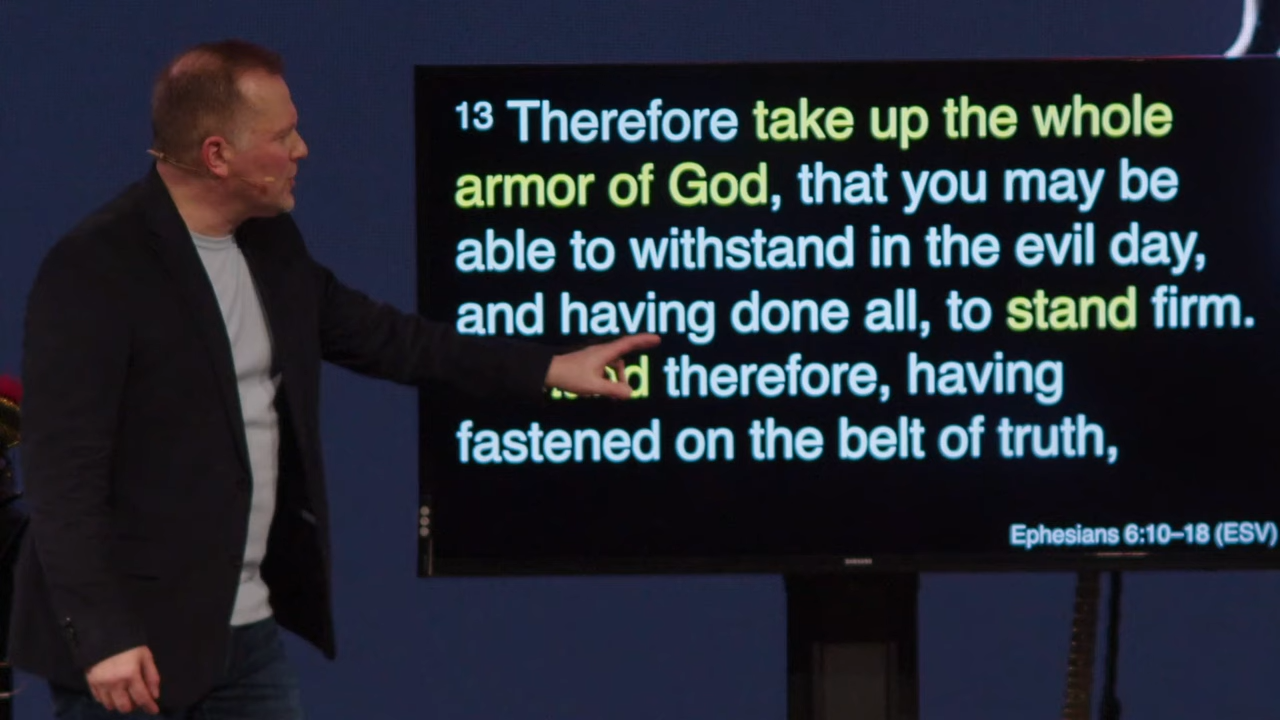 13 Therefore take up the whole
armor of God, that you may be
able to withstand in the evil day,
and having done all, to stand firm.
therefore, having
fastened on the belt of truth,
Ephesians 6:10–18 (ESV)
SAMSUNG